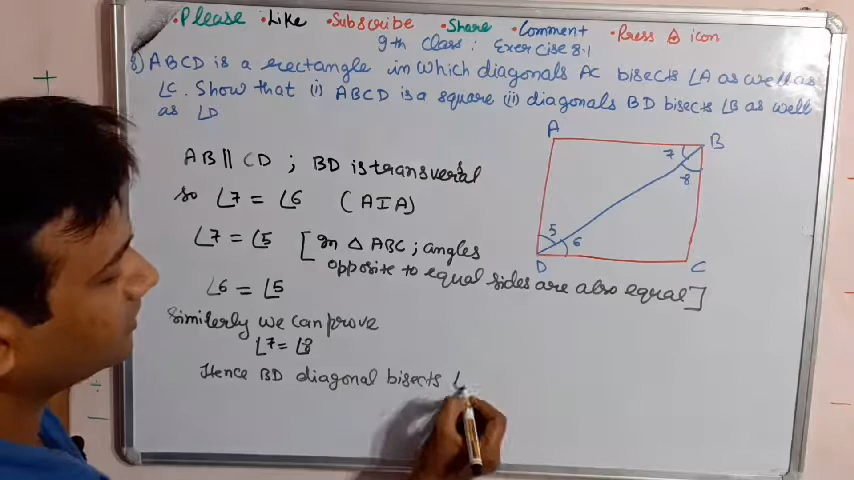 • Please • Like • Subscribe • Share • Comment • Press icon
9th class : Exercise 8.1
8) ABCD is a rectangle in which diagonals AC bisects ∠A as well as
∠C. Show that (i) ABCD is a square (ii) diagonals BD bisects ∠B as well
as ∠D
A
B
7
8
5
6
D
C
AB || CD ; BD is transversal
so ∠7 = ∠6 (AIA)
∠7 = ∠5 [In △ ABC ; angles
opposite to equal sides are also equal]
∠6 = ∠5
Similerly we can prove
∠7 = ∠8
Hence BD diagonal bisects ∠